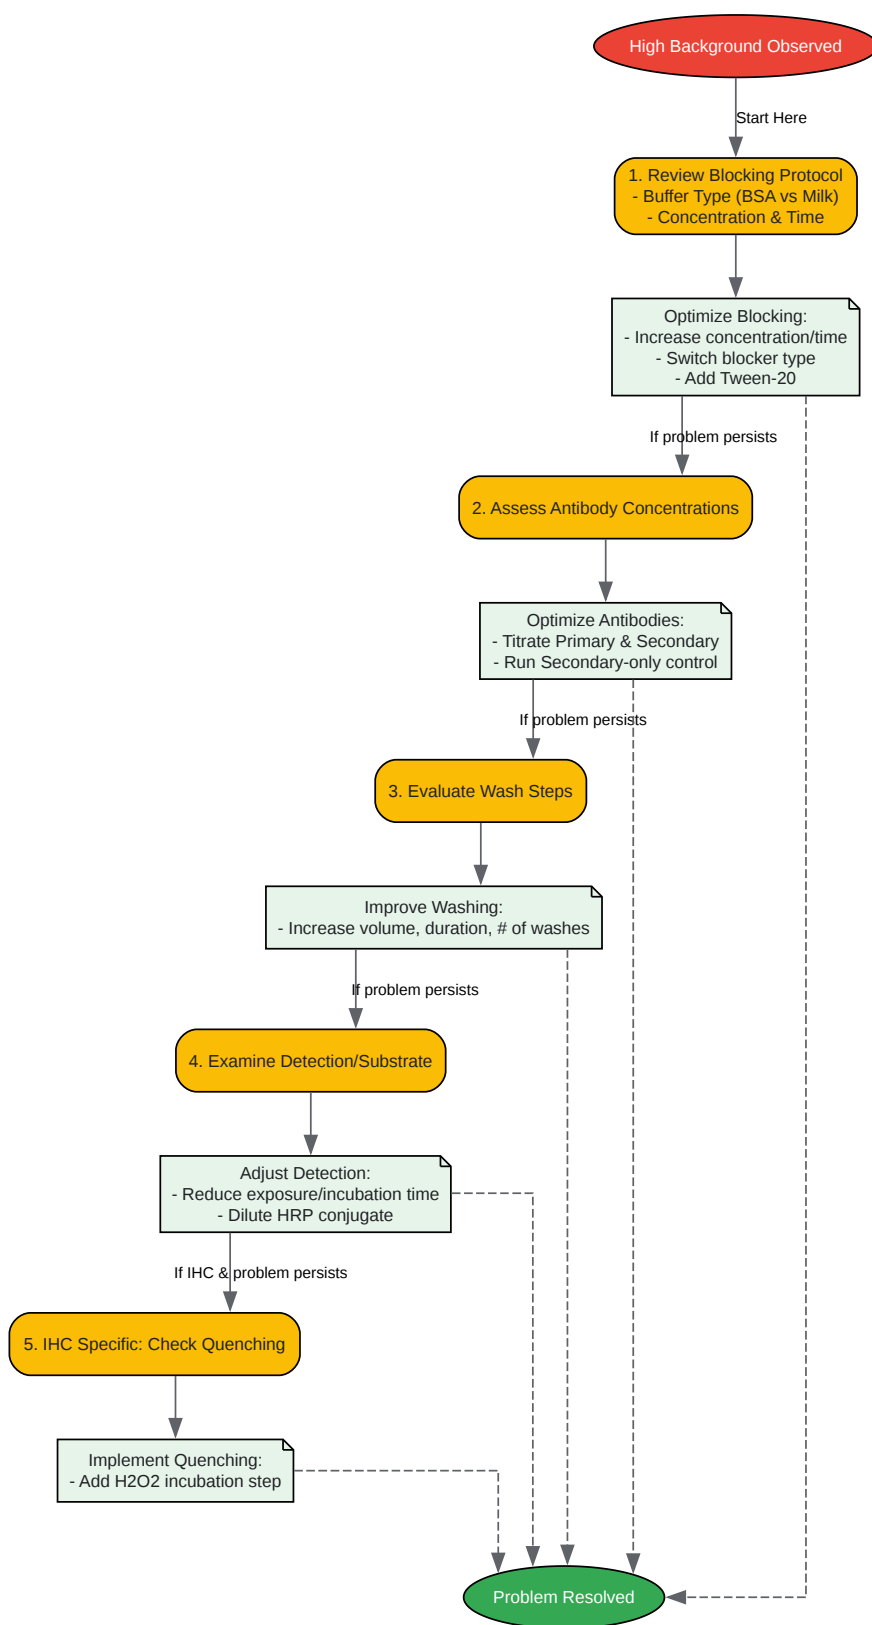 High Background Observed
Start Here
1. Review Blocking Protocol
- Buffer Type (BSA vs Milk)
- Concentration & Time
Optimize Blocking:
- Increase concentration/time
- Switch blocker type
- Add Tween-20
If problem persists
2. Assess Antibody Concentrations
Optimize Antibodies:
- Titrate Primary & Secondary
- Run Secondary-only control
If problem persists
3. Evaluate Wash Steps
Improve Washing:
- Increase volume, duration, # of washes
If problem persists
4. Examine Detection/Substrate
Adjust Detection:
- Reduce exposure/incubation time
- Dilute HRP conjugate
If IHC & problem persists
5. IHC Specific: Check Quenching
Implement Quenching:
- Add H2O2 incubation step
Problem Resolved